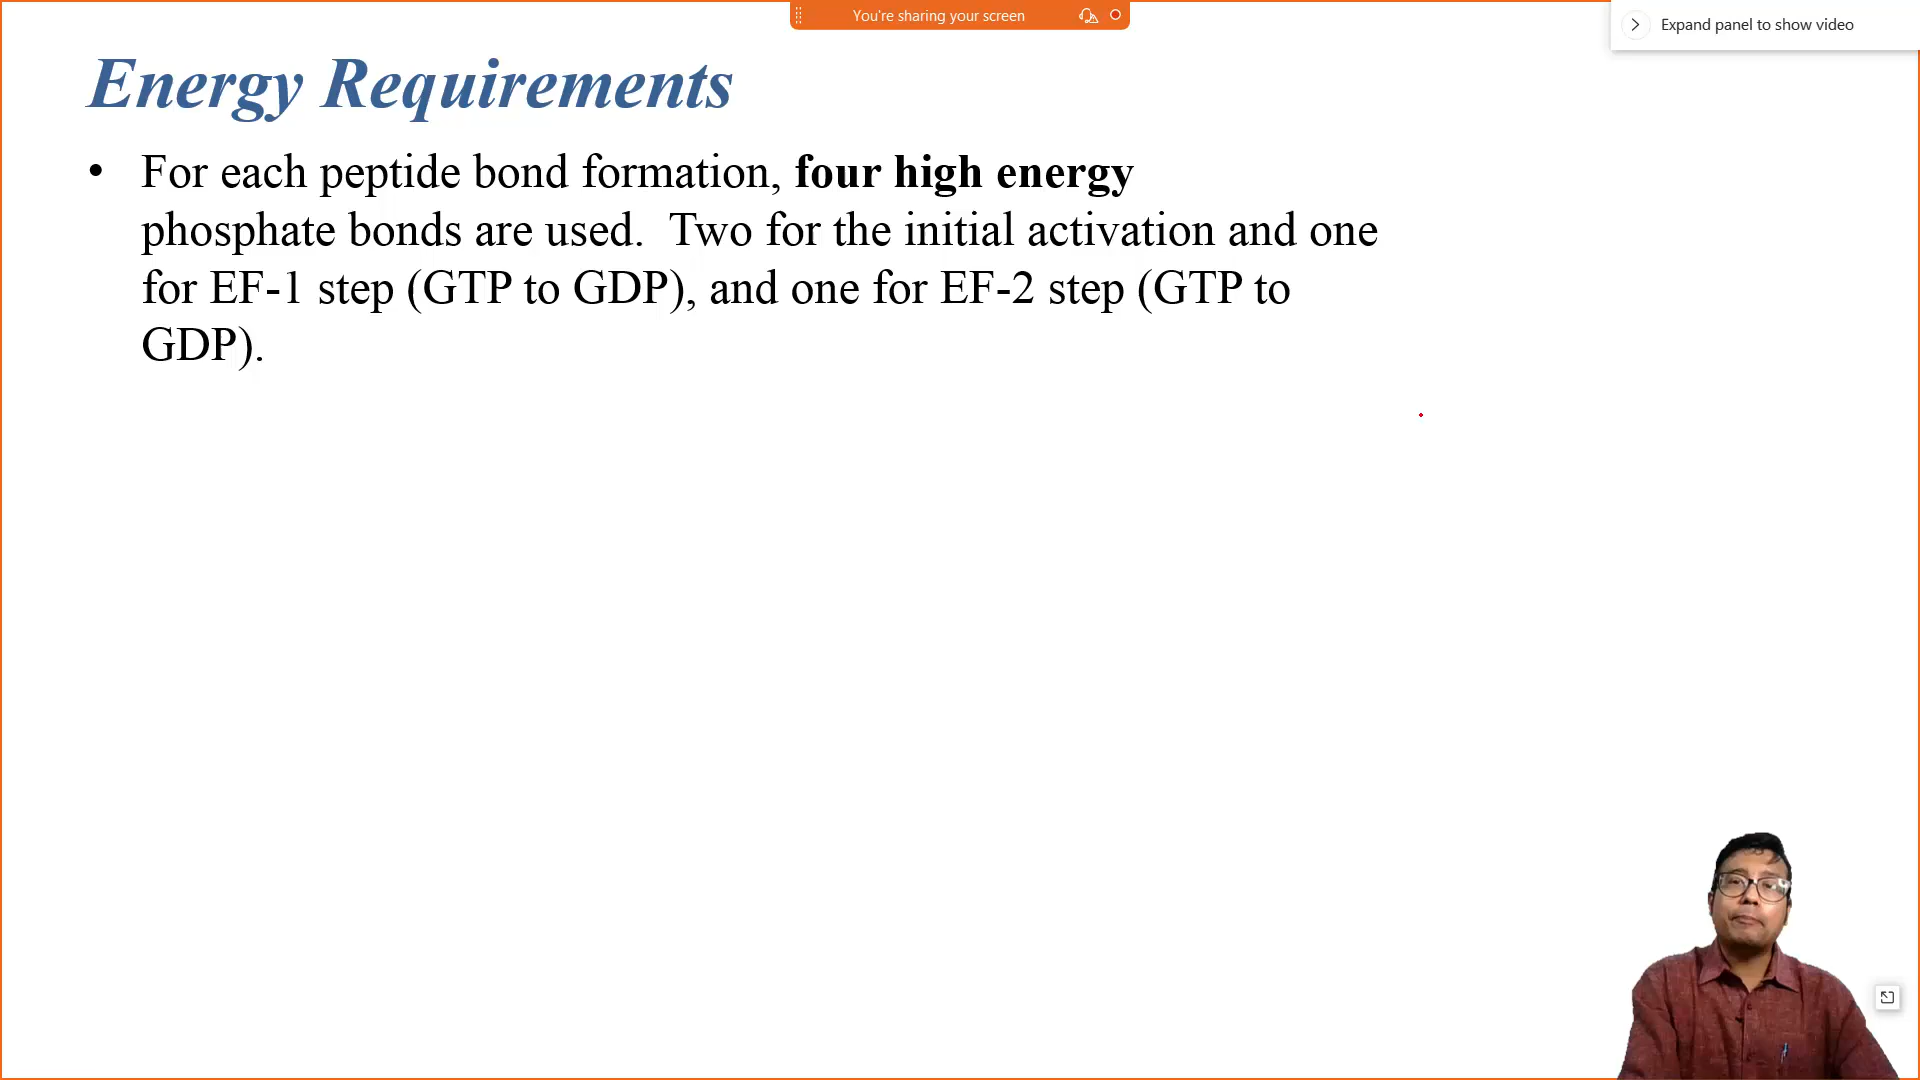 You're sharing your screen
Expand panel to show video
Energy Requirements
• For each peptide bond formation, four high energy
phosphate bonds are used.  Two for the initial activation and one
for EF-1 step (GTP to GDP), and one for EF-2 step (GTP to
GDP).